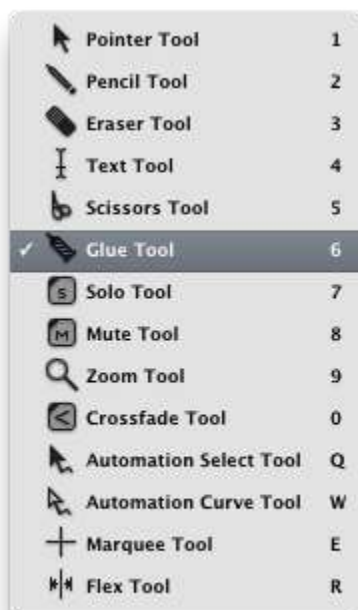 Pointer Tool 1
Pencil Tool 2
Eraser Tool 3
Text Tool 4
Scissors Tool 5
✓ Glue Tool 6
S Solo Tool 7
M Mute Tool 8
Zoom Tool 9
Crossfade Tool 0
Automation Select Tool Q
Automation Curve Tool W
Marquee Tool E
Flex Tool R